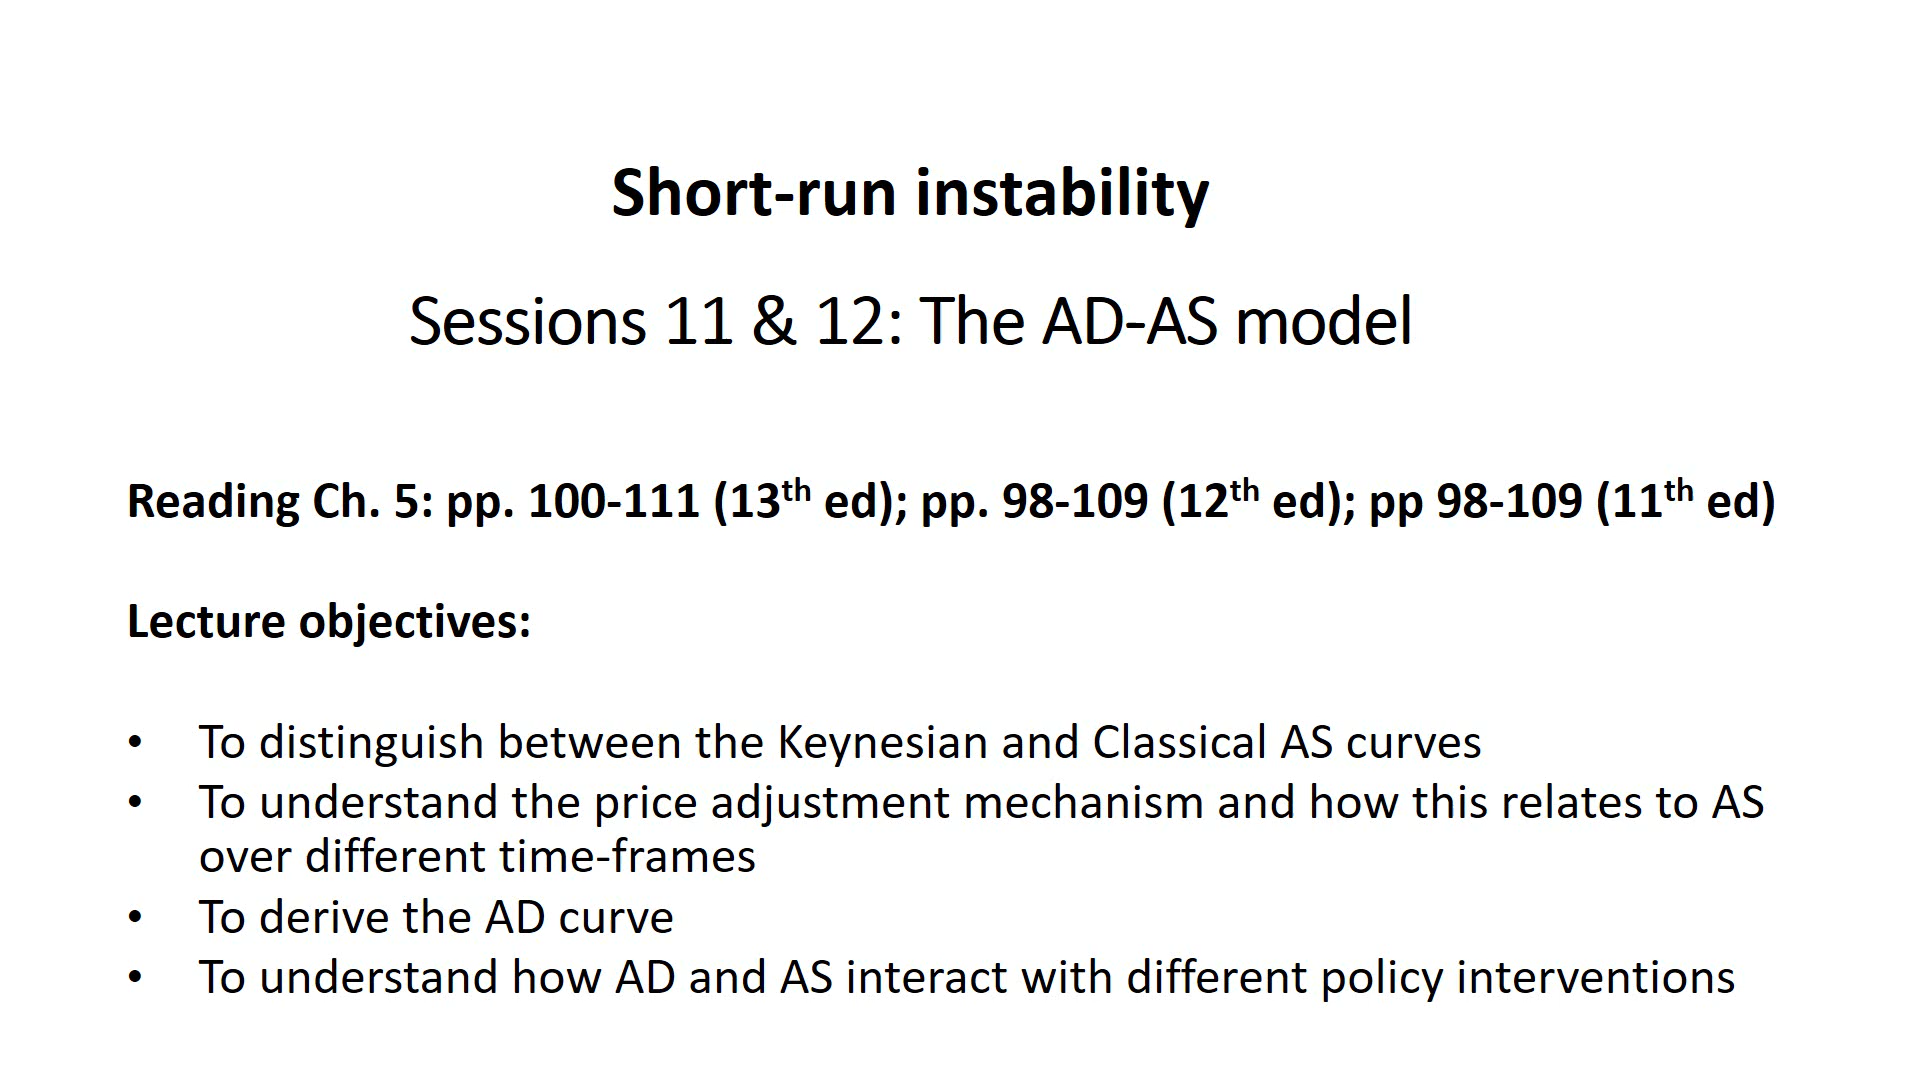 Short-run instability
Sessions 11 & 12: The AD-AS model
Reading Ch. 5: pp. 100-111 (13th ed); pp. 98-109 (12th ed); pp 98-109 (11th ed)
Lecture objectives:
• To distinguish between the Keynesian and Classical AS curves
• To understand the price adjustment mechanism and how this relates to AS
over different time-frames
• To derive the AD curve
• To understand how AD and AS interact with different policy interventions